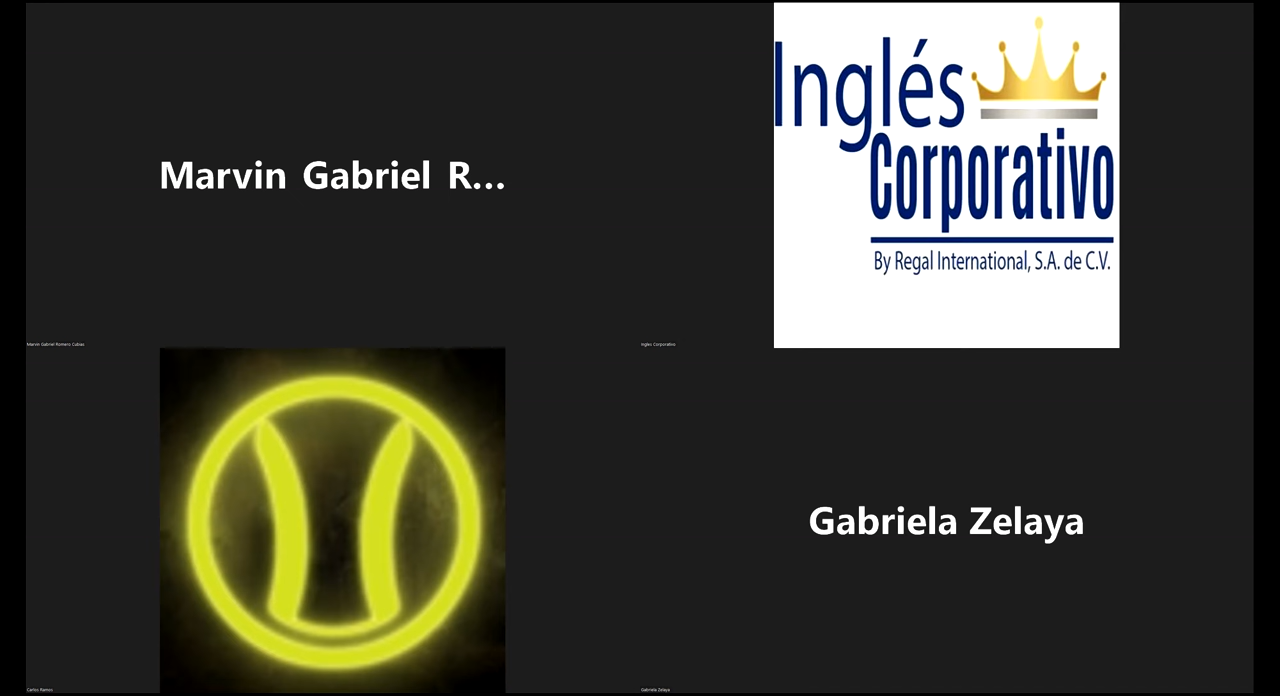 Marvin Gabriel R...
Inglés
Corporativo
By Regal International, S.A. de C.V.
Marvin Gabriel Romero Cubias
Ingles Corporativo
Gabriela Zelaya
Carlos Ramos
Gabriela Zelaya